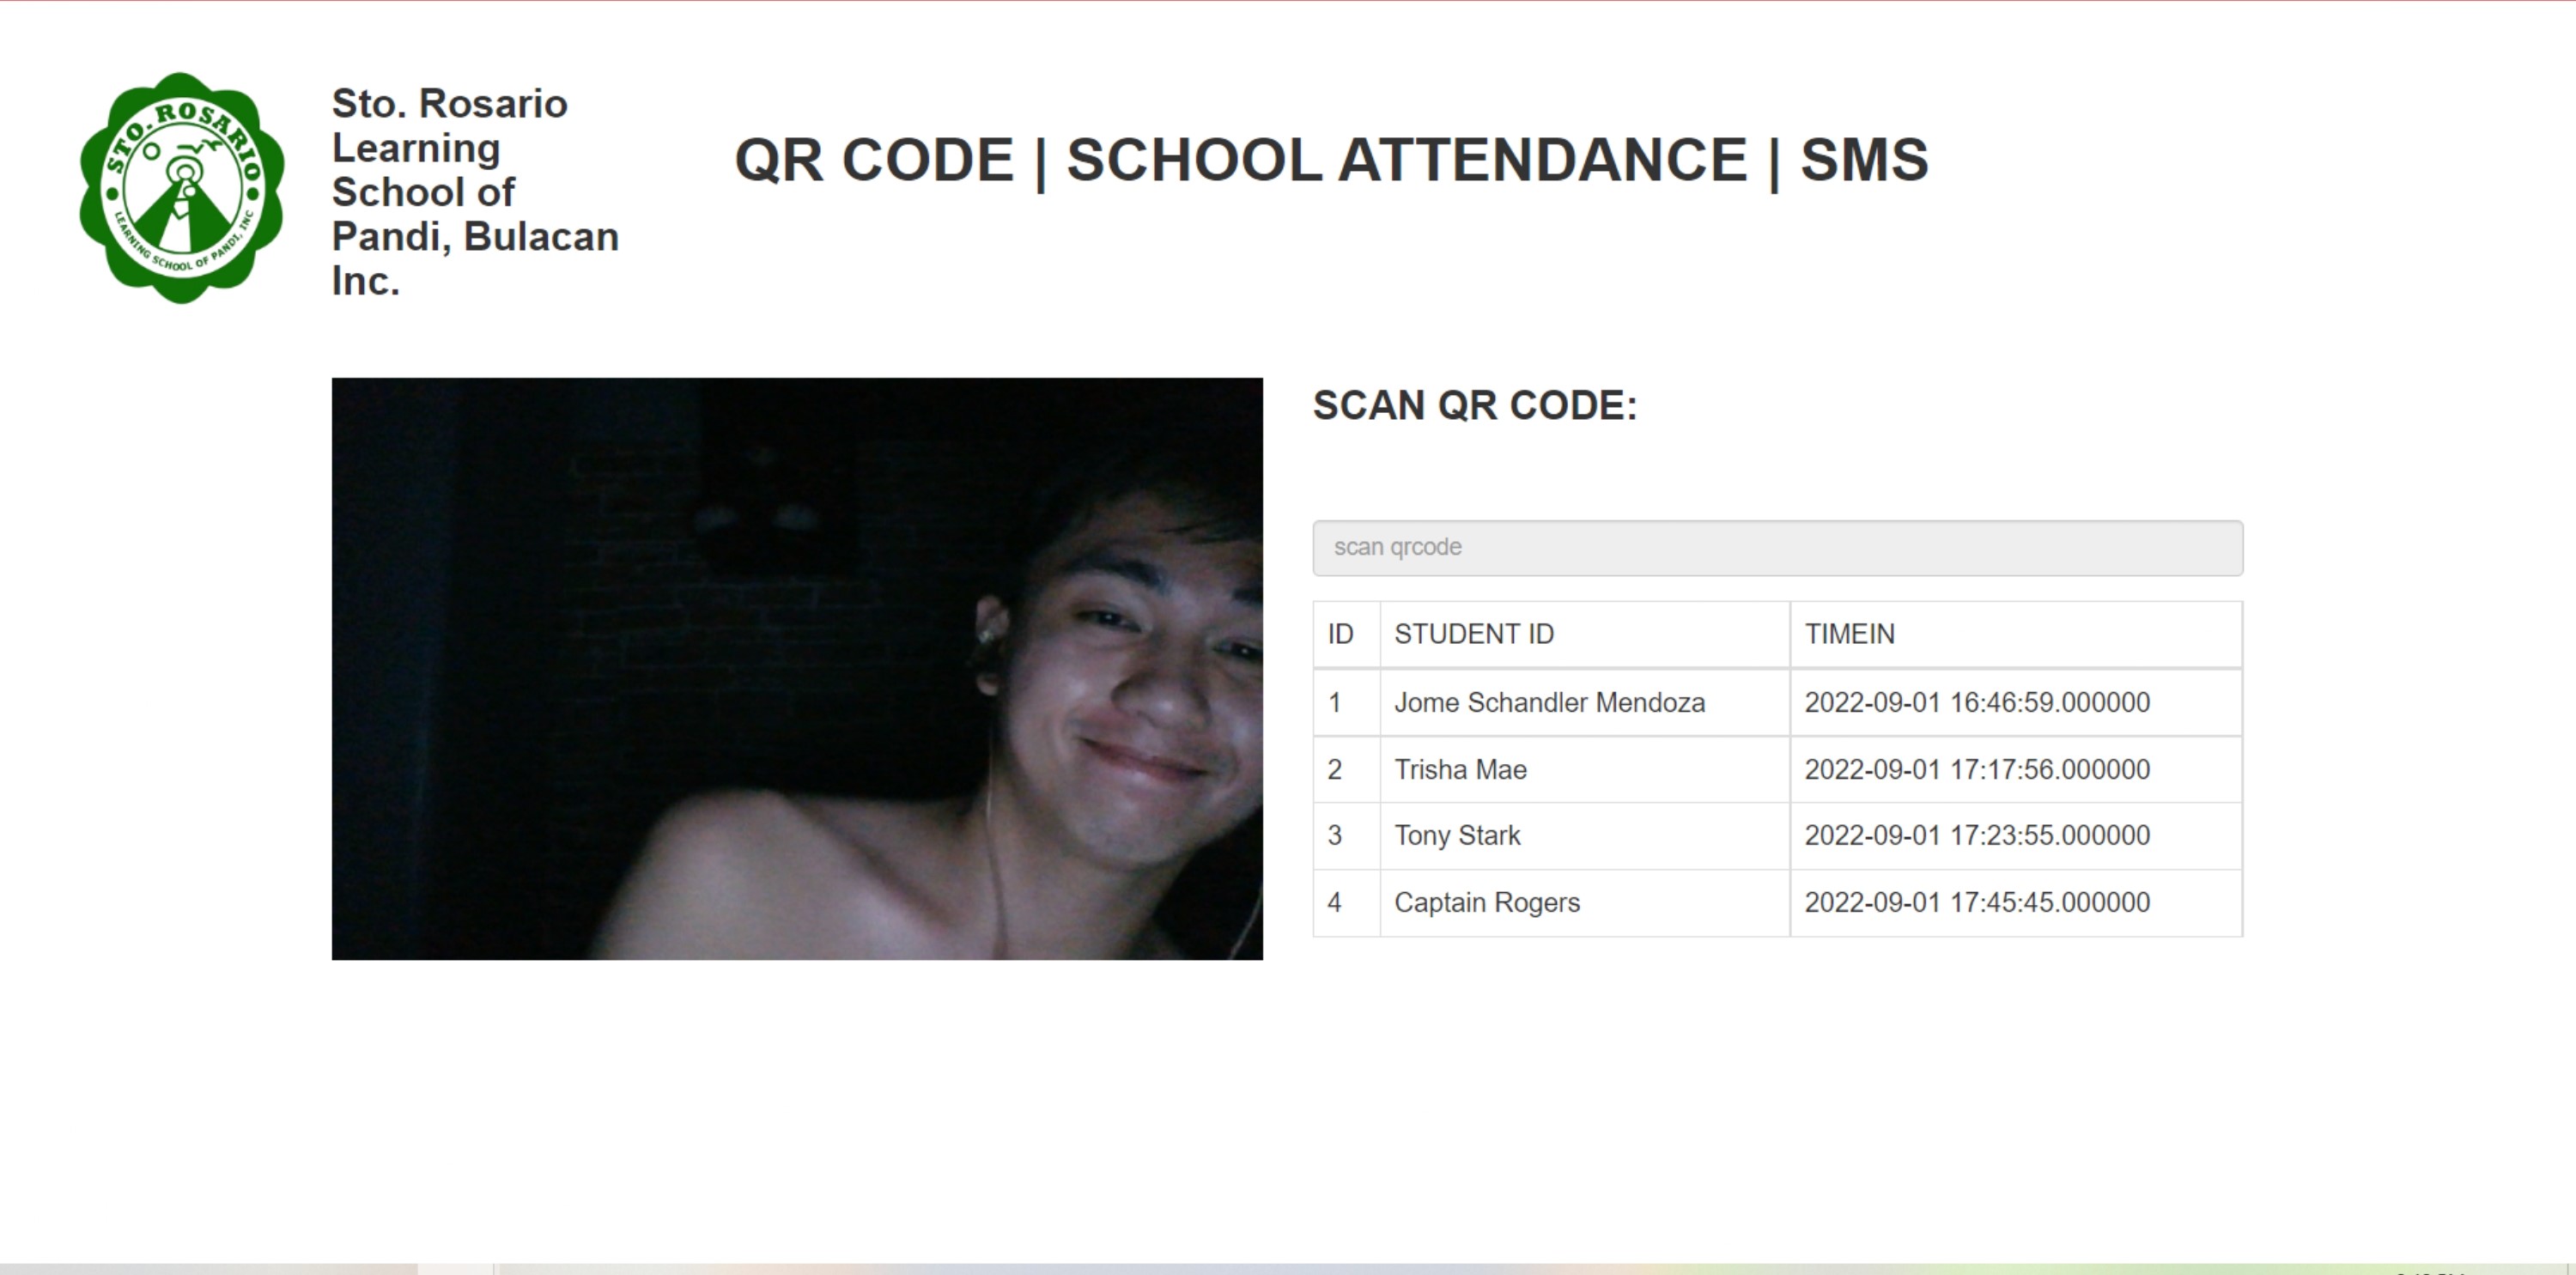 STO. ROSARIO
LEARNING SCHOOL OF PANDI, INC
Sto. Rosario
Learning
School of
Pandi, Bulacan
Inc.
QR CODE | SCHOOL ATTENDANCE | SMS
SCAN QR CODE:
scan qrcode
ID STUDENT ID TIMEIN
1 Jome Schandler Mendoza 2022-09-01 16:46:59.000000
2 Trisha Mae 2022-09-01 17:17:56.000000
3 Tony Stark 2022-09-01 17:23:55.000000
4 Captain Rogers 2022-09-01 17:45:45.000000